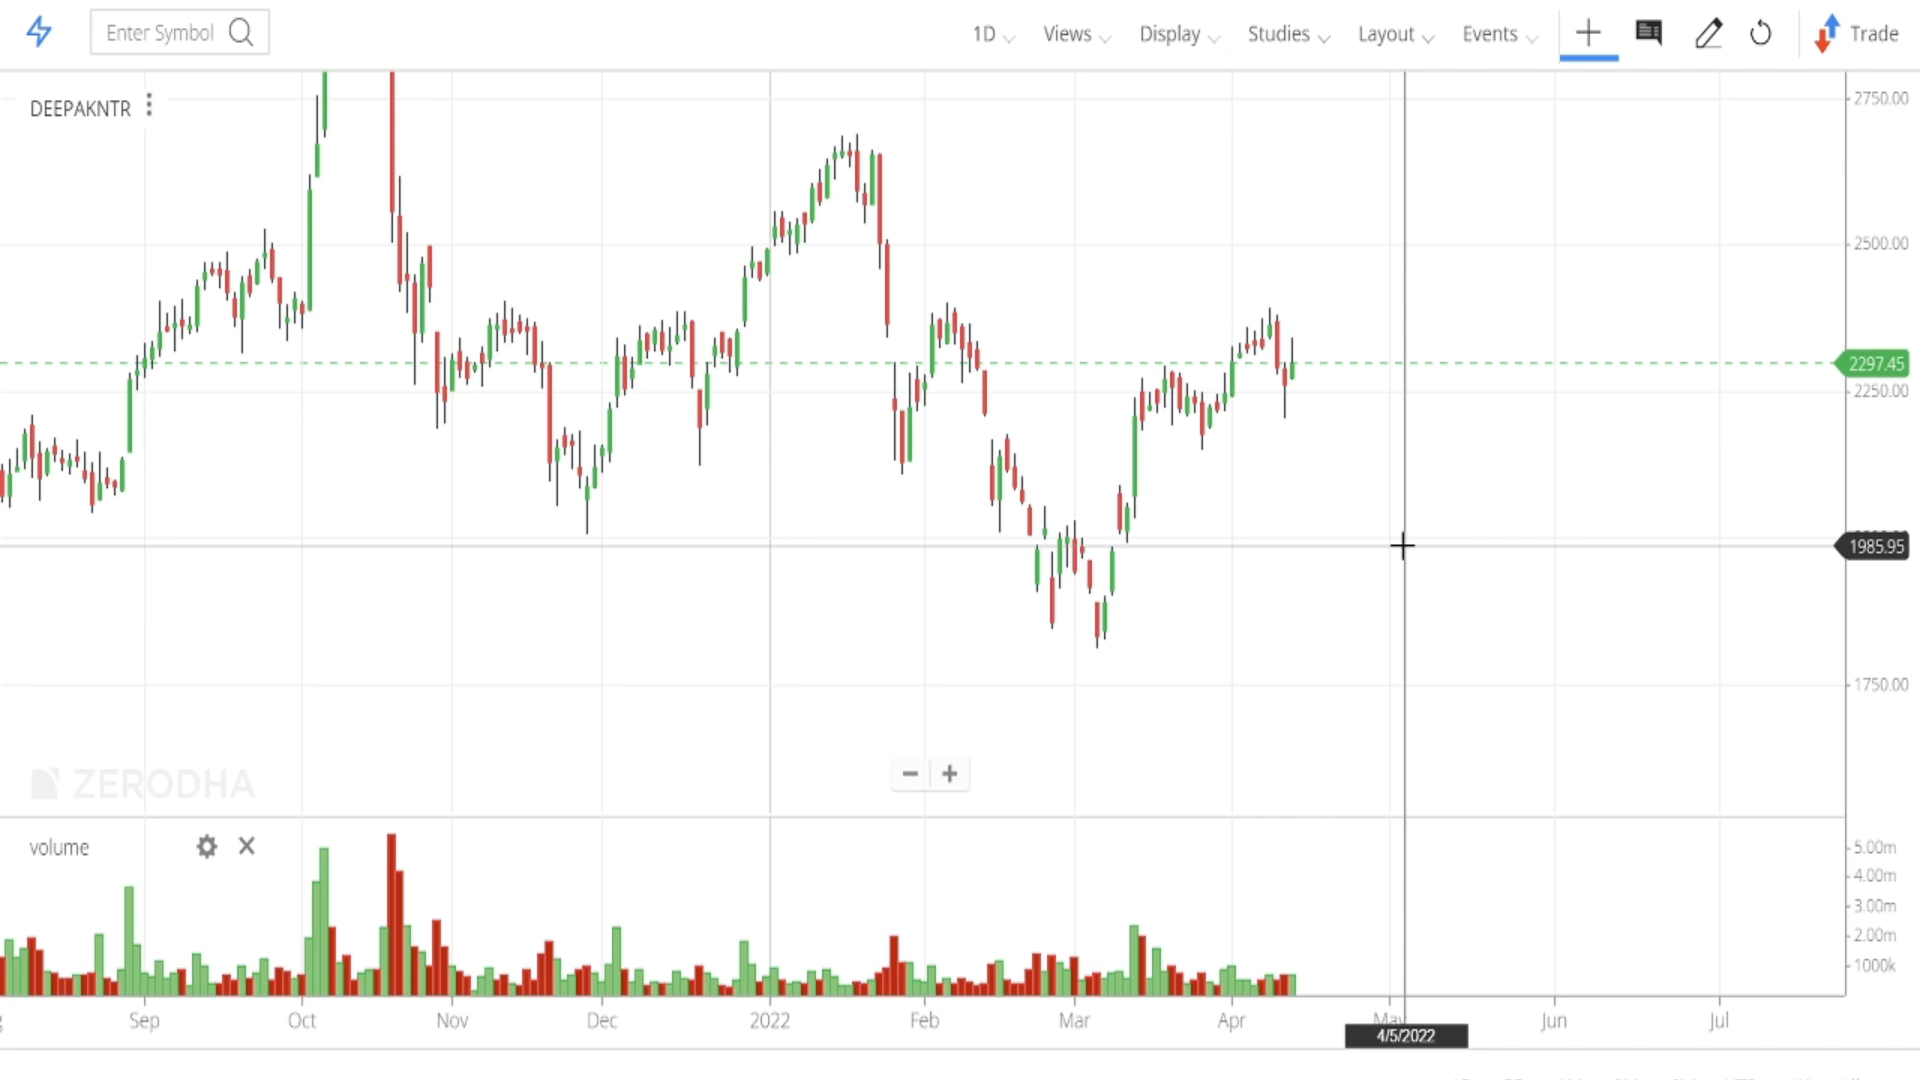 Enter Symbol 1D Views Display Studies Layout Events Trade
DEEPAKNTR
2750.00
2500.00
2297.45
2250.00
1985.95
1750.00
ZERODHA
volume
5.00m
4.00m
3.00m
2.00m
1000k
Sep Oct Nov Dec 2022 Feb Mar Apr May Jun Jul
4/5/2022